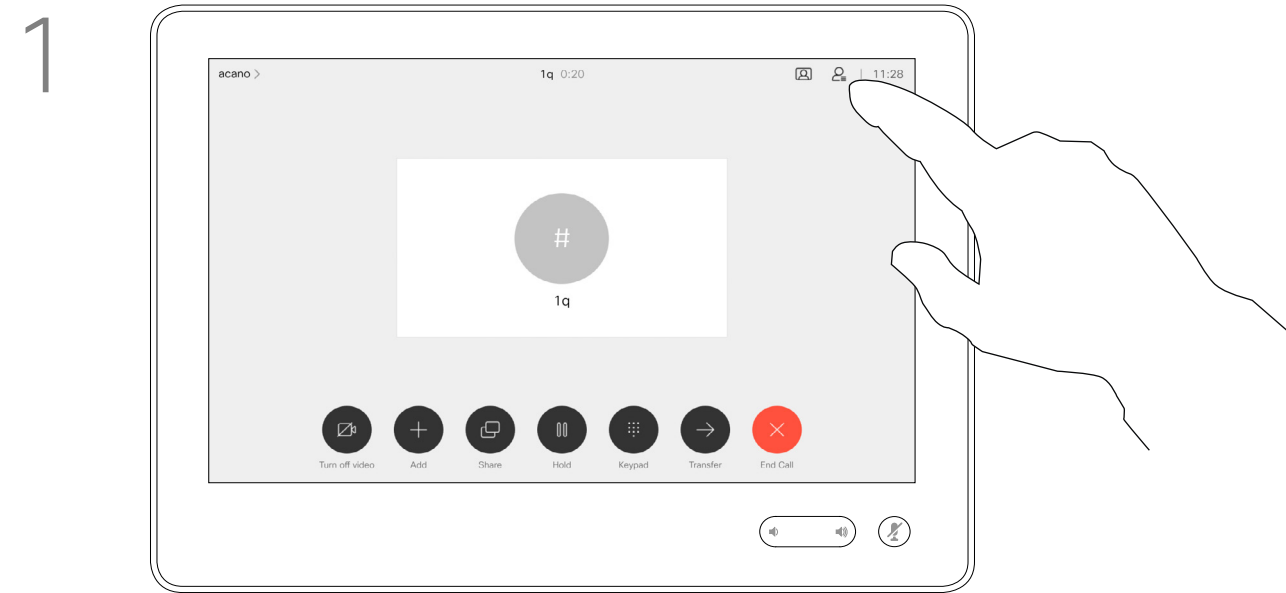 1
acano > 1q 0:20 | 11:28
#
1q
Turn off video Add Share Hold Keypad Transfer End Call